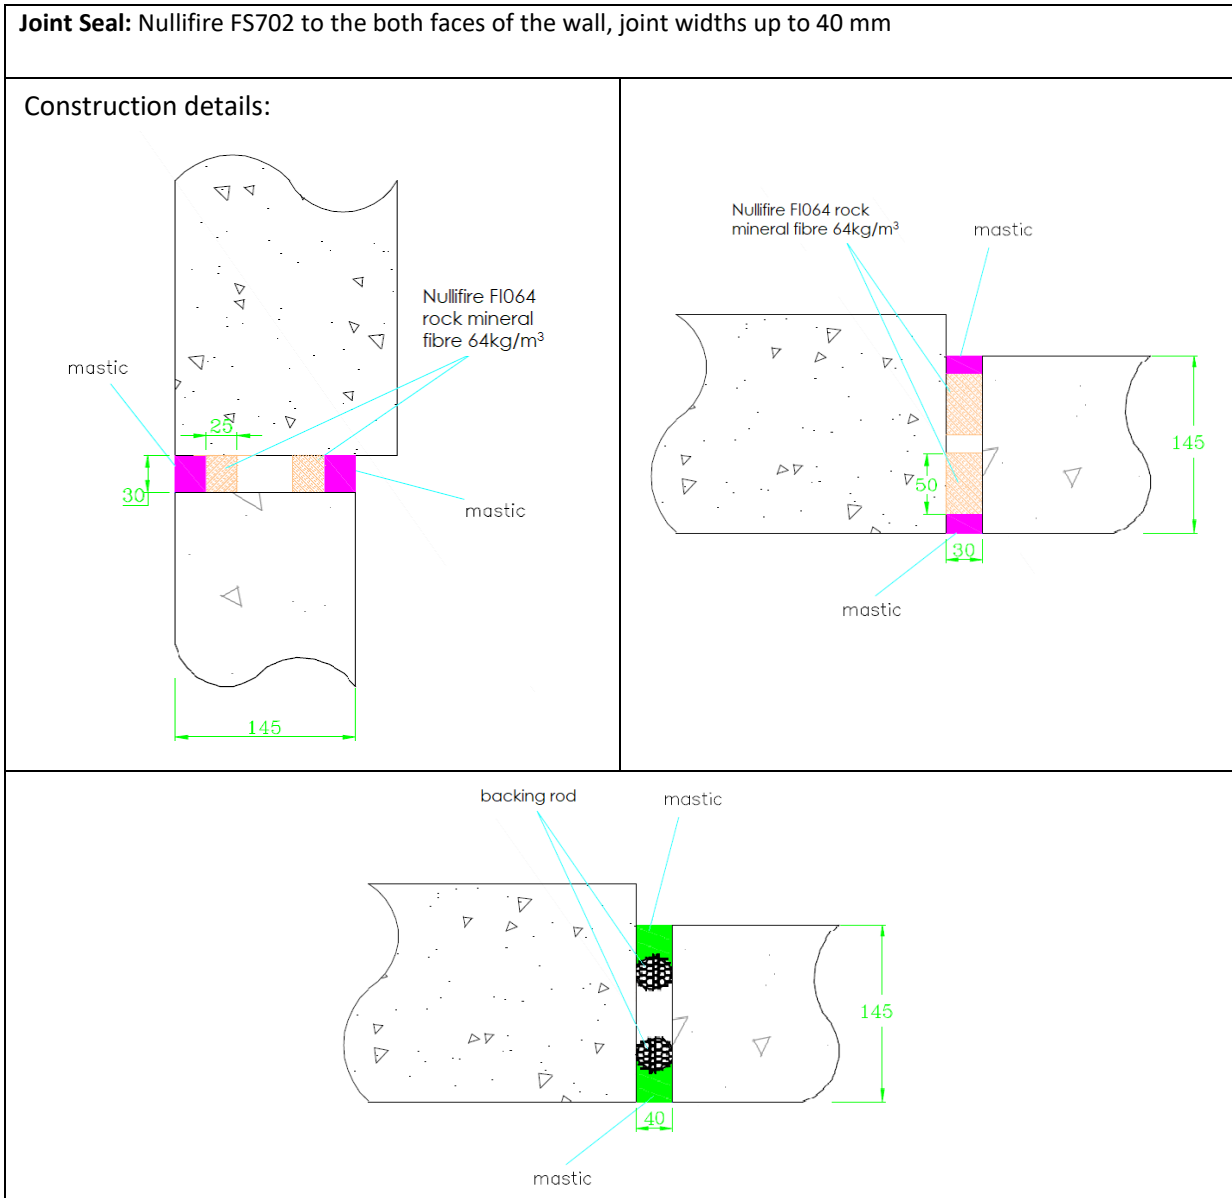 Joint Seal: Nullifire FS702 to the both faces of the wall, joint widths up to 40 mm
Construction details:
Nullifire FI064
rock mineral
fibre 64kg/m³
mastic
25
30
mastic
145
Nullifire FI064 rock
mineral fibre 64kg/m³
mastic
145
50
30
mastic
backing rod
mastic
145
40
mastic